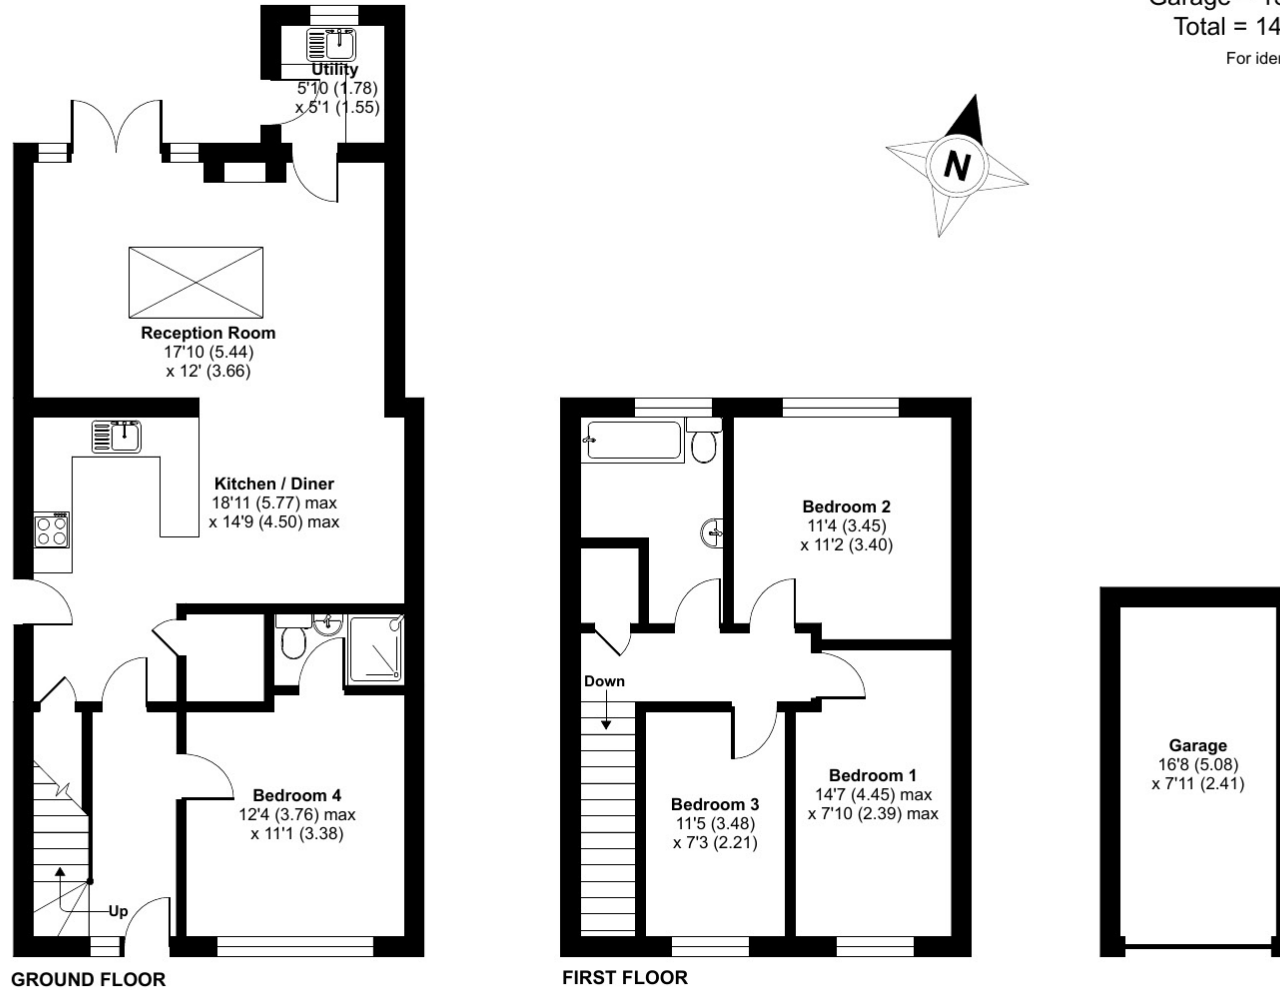 Total = 14
For iden
Utility
5'10 (1.78)
x 5'1 (1.55)
N
Reception Room
17'10 (5.44)
x 12' (3.66)
Kitchen / Diner
18'11 (5.77) max
x 14'9 (4.50) max
Bedroom 2
11'4 (3.45)
x 11'2 (3.40)
Down
Garage
16'8 (5.08)
x 7'11 (2.41)
Bedroom 4
12'4 (3.76) max
x 11'1 (3.38)
Bedroom 3
11'5 (3.48)
x 7'3 (2.21)
Bedroom 1
14'7 (4.45) max
x 7'10 (2.39) max
Up
GROUND FLOOR
FIRST FLOOR